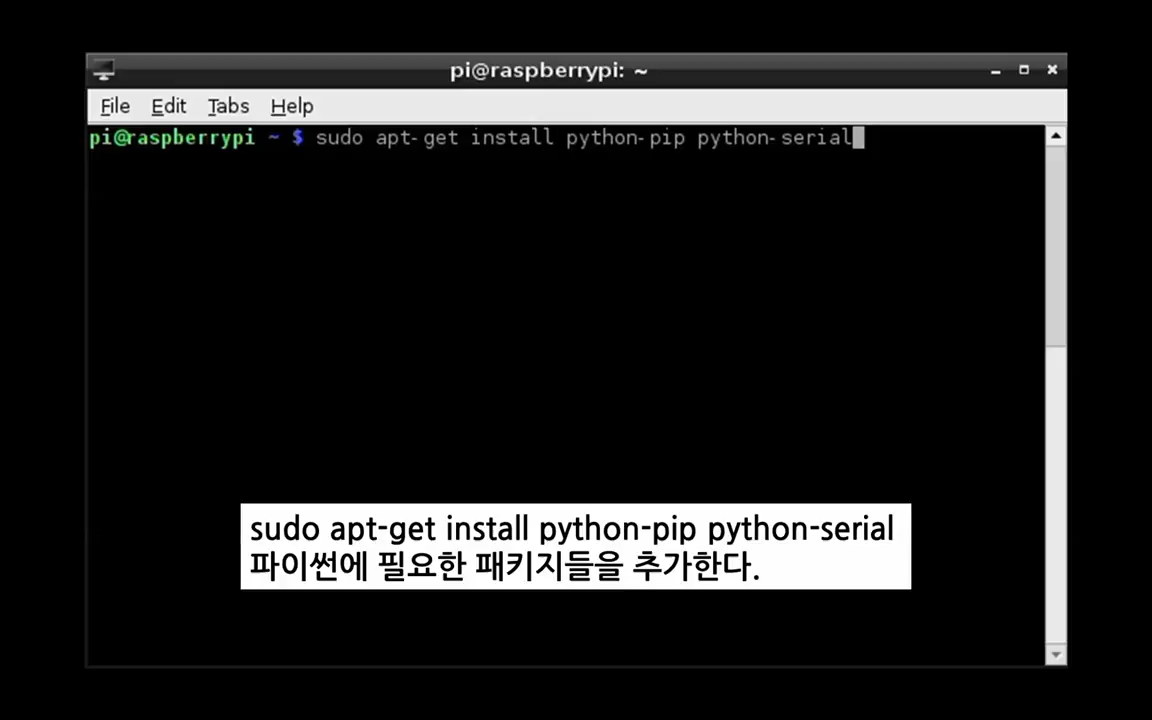 pi@raspberrypi: ~
File Edit Tabs Help
pi@raspberrypi ~ $ sudo apt-get install python-pip python-serial
sudo apt-get install python-pip python-serial
파이썬에 필요한 패키지들을 추가한다.